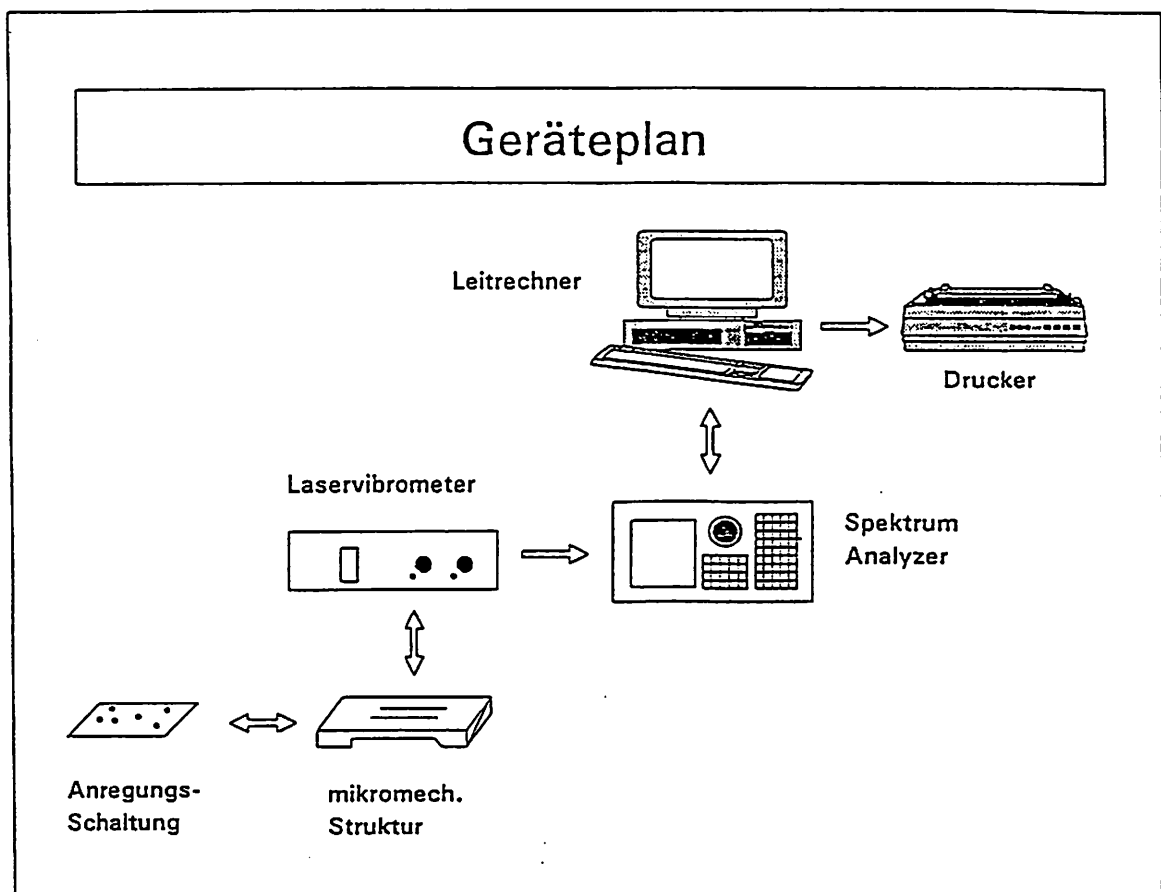 Geräteplan
Leitrechner
Drucker
Laservibrometer
Spektrum
Analyzer
Anregungs-
Schaltung
mikromech.
Struktur